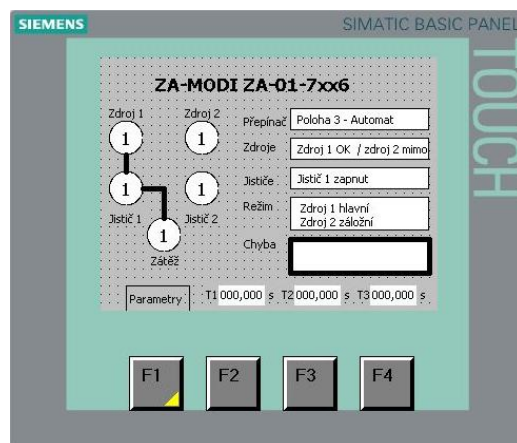 SIEMENS
SIMATIC BASIC PANEL
TOUCH
ZA-MODI ZA-01-7xx6
Zdroj 1
Zdroj 2
1
1
1
1
Jistič 1
Jistič 2
1
Zátěž
Přepínač
Poloha 3 - Automat
Zdroje
Zdroj 1 OK / zdroj 2 mimo
Jističe
Jistič 1 zapnut
Režim
Zdroj 1 hlavní
Zdroj 2 záložní
Chyba
Parametry
T1 000,000 s T2 000,000 s T3 000,000 s
F1
F2
F3
F4